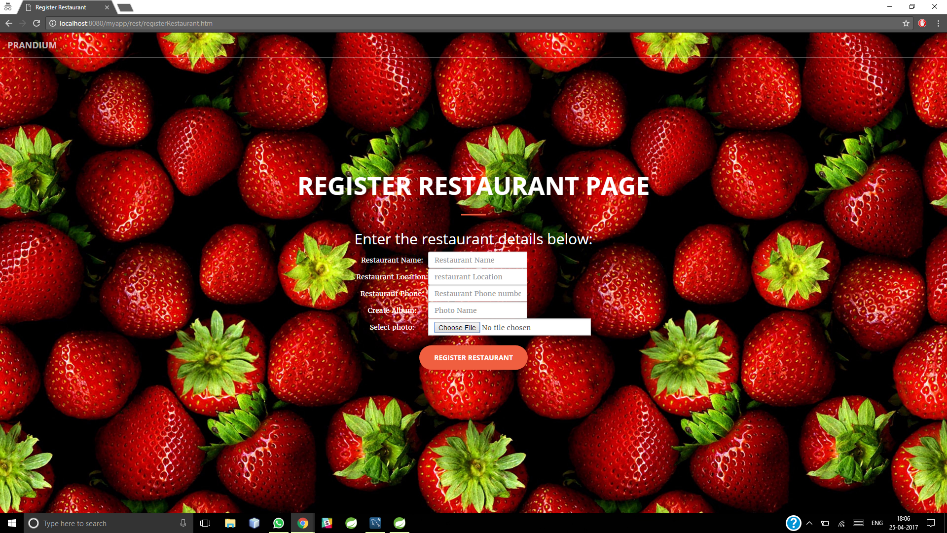 Register Restaurant
localhost:8080/myapp/rest/registerRestaurant.htm
PRANDIUM
REGISTER RESTAURANT PAGE
Enter the restaurant details below:
Restaurant Name: Restaurant Name
Restaurant Location: restaurant Location
Restaurant Phone: Restaurant Phone numbe
Create Album: Photo Name
Select photo: Choose File No file chosen
REGISTER RESTAURANT
Type here to search
ENG
18:06
25-04-2017